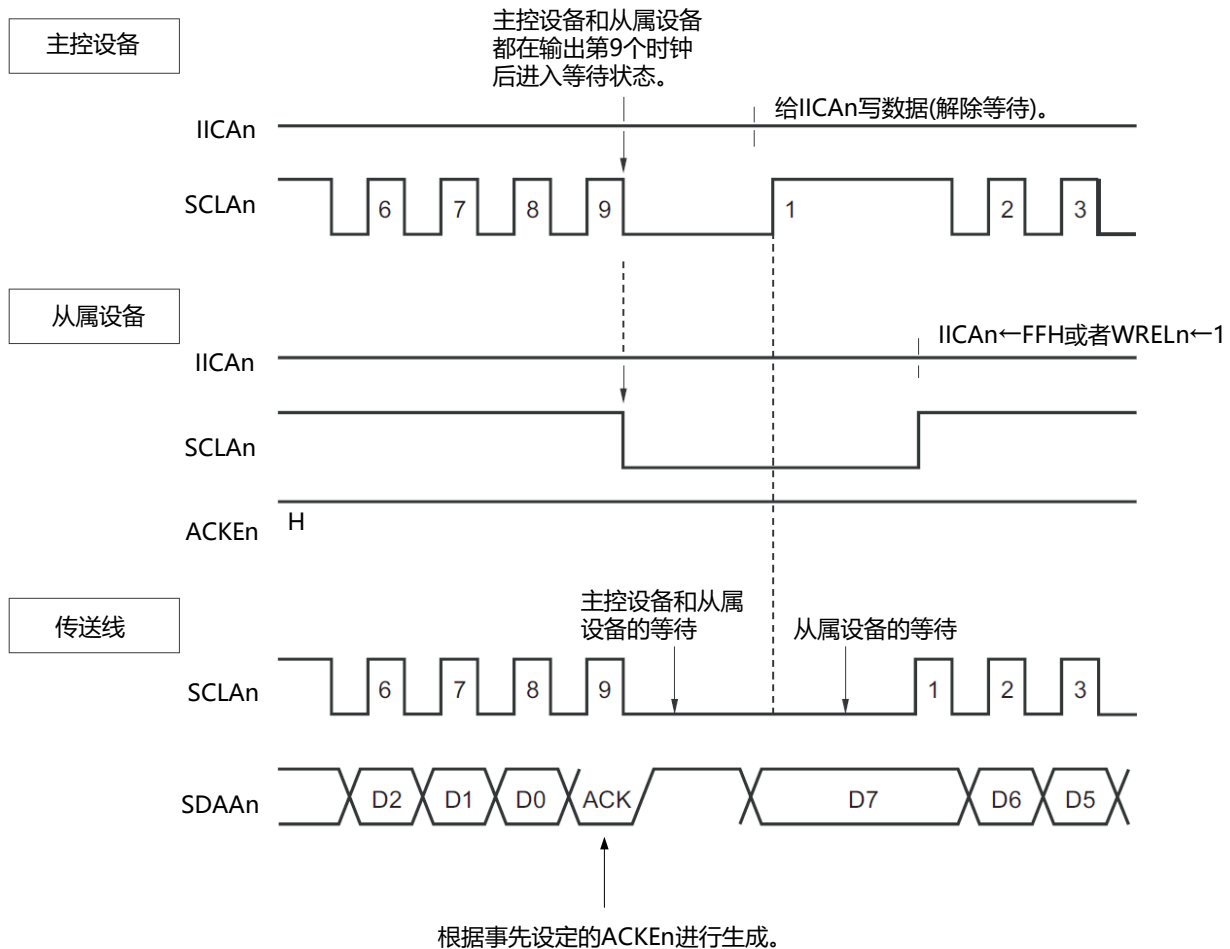 主控设备
主控设备和从属设备
都在输出第9个时钟
后进入等待状态。
给IICAn写数据(解除等待)。
IICAn
SCLAn
6 7 8 9 1 2 3
从属设备
IICAn←FFH或者WRELn←1
IICAn
SCLAn
ACKEn H
传送线
主控设备和从属
设备的等待
从属设备的等待
SCLAn
6 7 8 9 1 2 3
SDAAn
D2 D1 D0 ACK D7 D6 D5
根据事先设定的ACKEn进行生成。